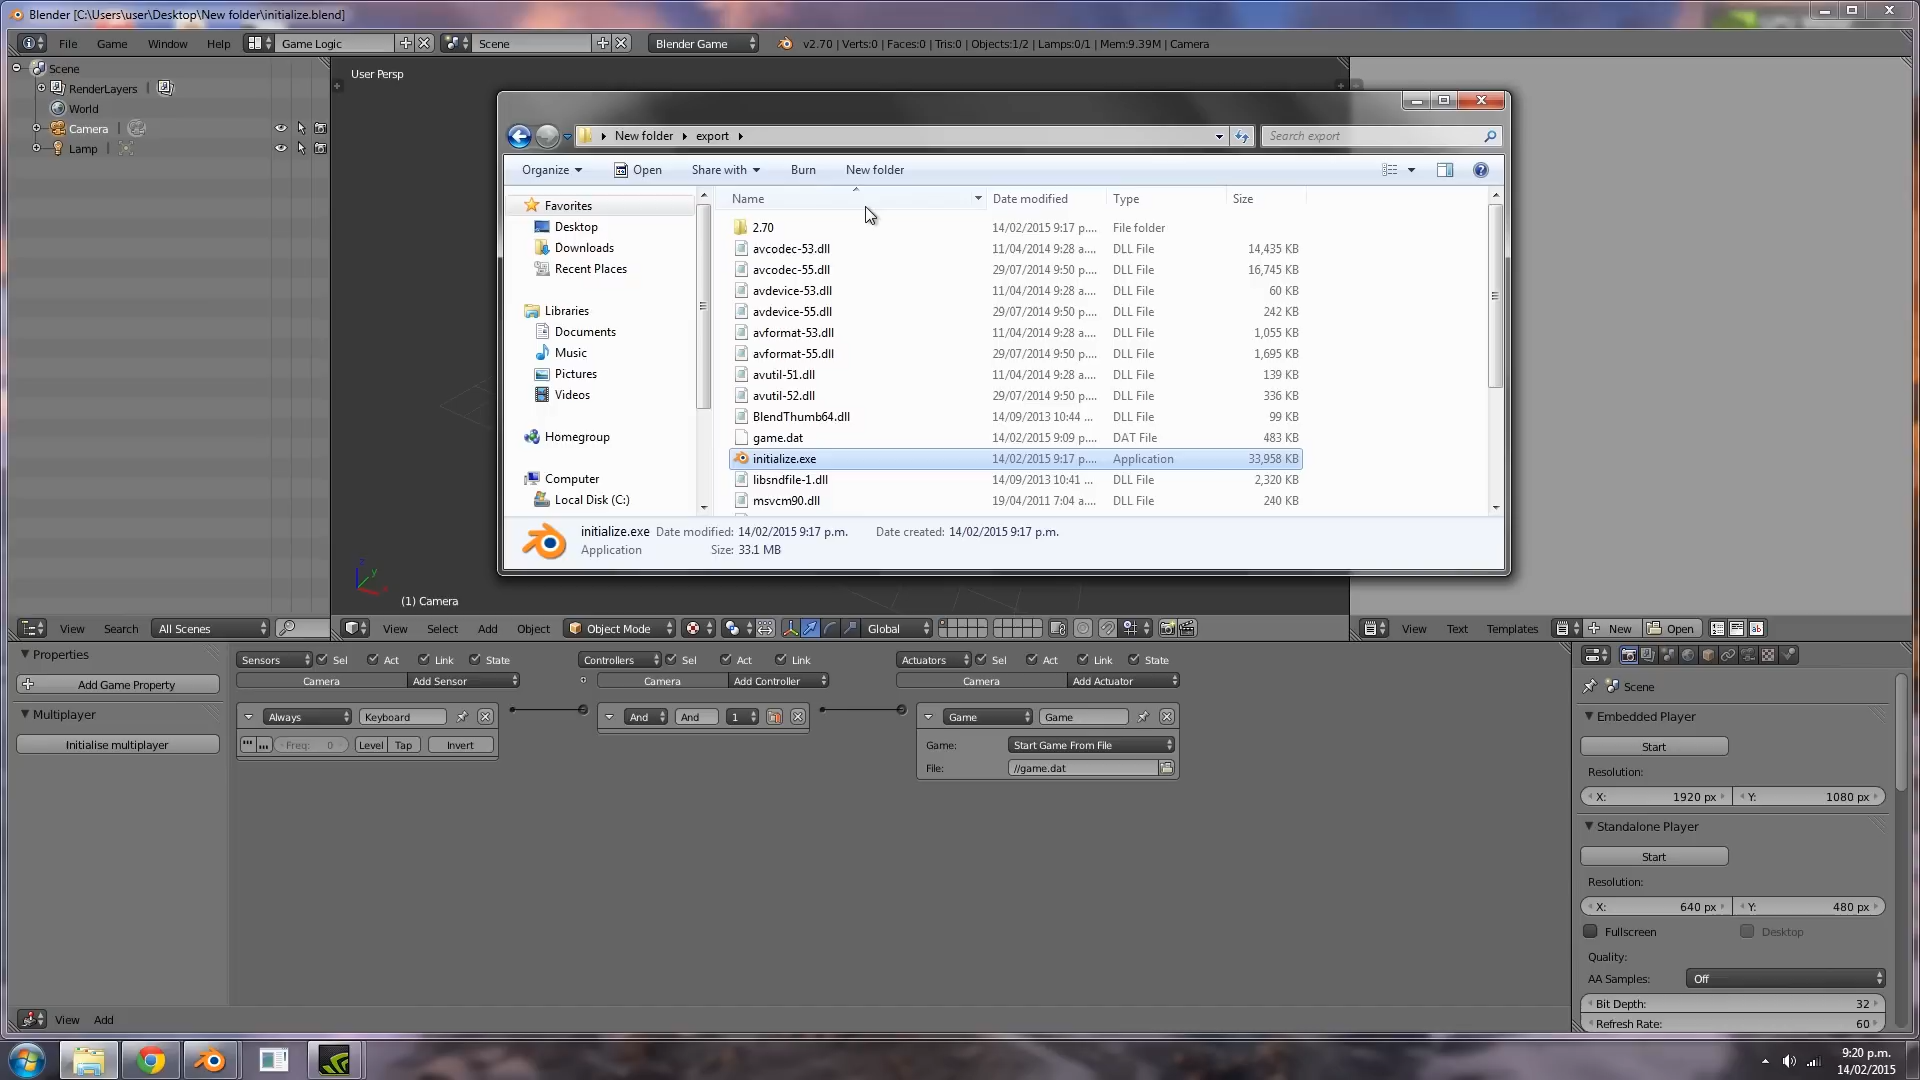 Blender [C:\Users\user\Desktop\New folder\initialize.blend]
File Game Window Help Game Logic Scene Blender Game v2.70 | Verts:0 | Faces:0 | Tris:0 | Objects:1/2 | Lamps:0/1 | Mem:9.39M | Camera
Scene
RenderLayers
World
Camera
Lamp
User Persp
New folder export Search export
Organize Open Share with Burn New folder
Name Date modified Type Size
Favorites
Desktop
Downloads
Recent Places
Libraries
Documents
Music
Pictures
Videos
Homegroup
Computer
Local Disk (C:)
2.70 14/02/2015 9:17 p.... File folder
avcodec-53.dll 11/04/2014 9:28 a.... DLL File 14,435 KB
avcodec-55.dll 29/07/2014 9:50 p.... DLL File 16,745 KB
avdevice-53.dll 11/04/2014 9:28 a.... DLL File 60 KB
avdevice-55.dll 29/07/2014 9:50 p.... DLL File 242 KB
avformat-53.dll 11/04/2014 9:28 a.... DLL File 1,055 KB
avformat-55.dll 29/07/2014 9:50 p.... DLL File 1,695 KB
avutil-51.dll 11/04/2014 9:28 a.... DLL File 139 KB
avutil-52.dll 29/07/2014 9:50 p.... DLL File 336 KB
BlendThumb64.dll 14/09/2013 10:44 ... DLL File 99 KB
game.dat 14/02/2015 9:09 p.... DAT File 483 KB
initialize.exe 14/02/2015 9:17 p.... Application 33,958 KB
libsndfile-1.dll 14/09/2013 10:41 ... DLL File 2,320 KB
msvcm90.dll 19/04/2011 7:04 a.... DLL File 240 KB
initialize.exe Date modified: 14/02/2015 9:17 p.m. Date created: 14/02/2015 9:17 p.m.
Application Size: 33.1 MB
(1) Camera
View Search All Scenes
View Select Add Object Object Mode Global
View Text Templates New Open
Properties
Add Game Property
Multiplayer
Initialise multiplayer
Sensors Sel Act Link State
Camera Add Sensor
Always Keyboard
Freq: 0 Level Tap Invert
Controllers Sel Act Link
Camera Add Controller
And And 1
Actuators Sel Act Link State
Camera Add Actuator
Game Game
Game: Start Game From File
File: //game.dat
Scene
Embedded Player
Start
Resolution:
X: 1920 px Y: 1080 px
Standalone Player
Start
Resolution:
X: 640 px Y: 480 px
Fullscreen Desktop
Quality:
AA Samples: Off
Bit Depth: 32
Refresh Rate: 60
View Add
9:20 p.m.
14/02/2015